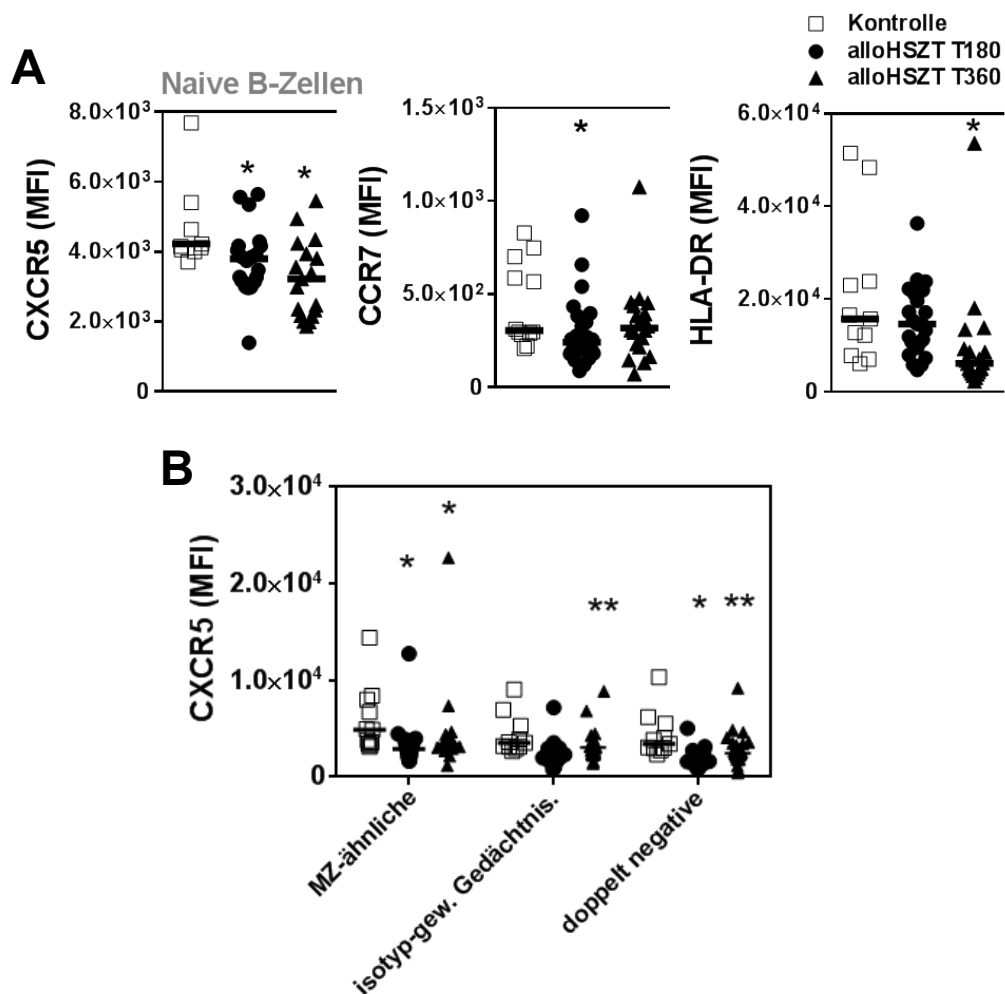 Kontrolle
alloHSZT T180
alloHSZT T360
A
Naive B-Zellen
CXCR5 (MFI)
8.0×10³
6.0×10³
4.0×10³
2.0×10³
0
* *
CCR7 (MFI)
1.5×10³
1.0×10³
5.0×10²
0
*
HLA-DR (MFI)
6.0×10⁴
4.0×10⁴
2.0×10⁴
0
*
B
CXCR5 (MFI)
3.0×10⁴
2.0×10⁴
1.0×10⁴
0
* * ** * **
MZ-ähnliche
isotyp-gew. Gedächtnis.
doppelt negative